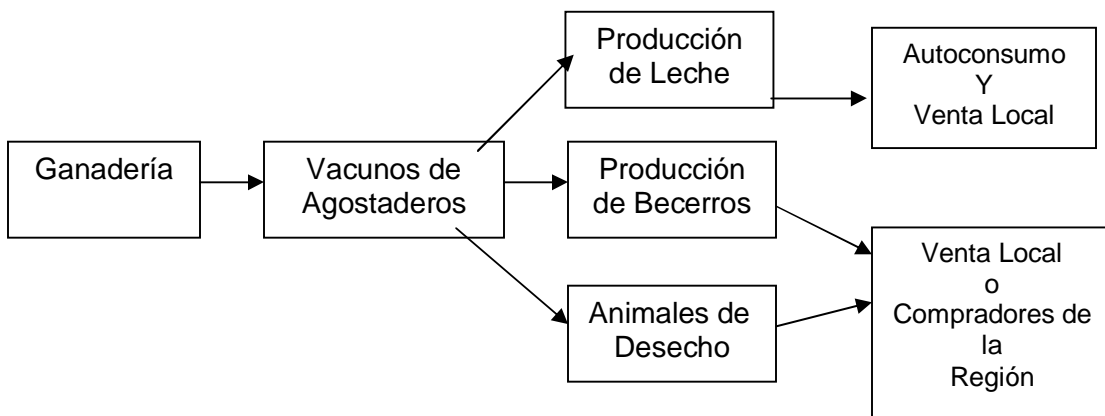 Ganadería
Vacunos de
Agostaderos
Producción
de Leche
Autoconsumo
Y
Venta Local
Producción
de Becerros
Animales de
Desecho
Venta Local
o
Compradores de
la
Región